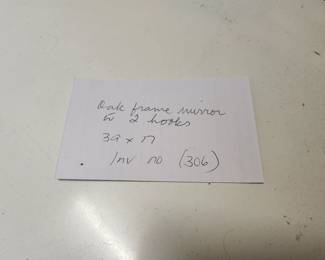 Oak frame mirror
w 2 hooks
39 x 17
Inv no (306)